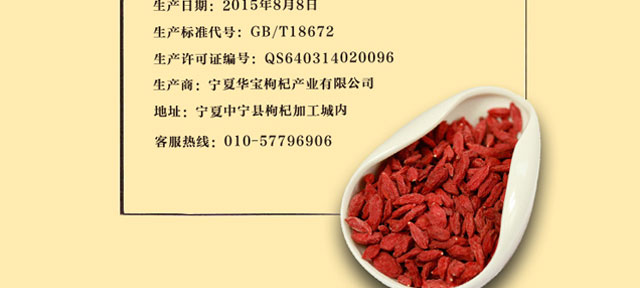 生产日期：2015年8月8日
生产标准代号：GB/T18672
生产许可证编号：QS640314020096
生产商：宁夏华宝枸杞产业有限公司
地址：宁夏中宁县枸杞加工城内
客服热线：010-57796906